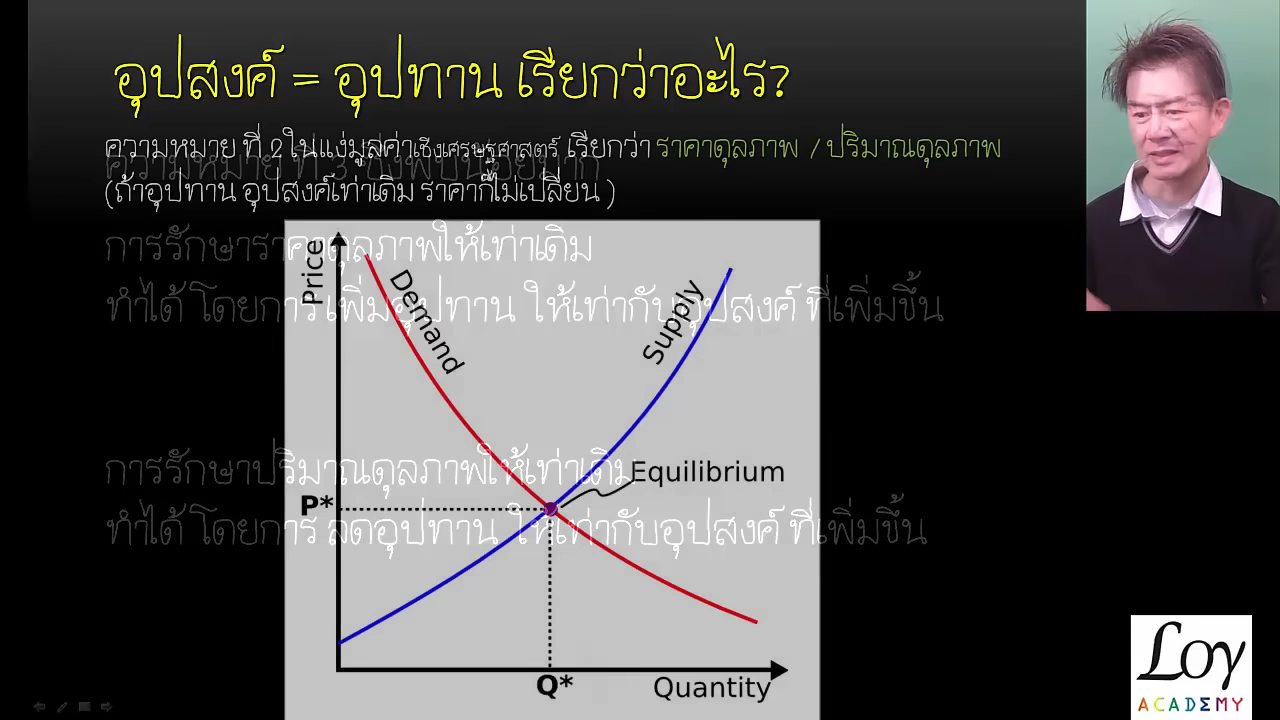 อุปสงค์ = อุปทาน เรียกว่าอะไร?
ความหมาย ที่ 2 ในแง่มูลค่าเชิงเศรษฐศาสตร์ เรียกว่า ราคาดุลภาพ / ปริมาณดุลภาพ
ความหมาย ที่ 3
(ถ้าอุปทาน อุปสงค์เท่าเดิม ราคาก็ไม่เปลี่ยน )
การรักษาราคาดุลภาพให้เท่าเดิม
ทำได้ โดยการ เพิ่มอุปทาน ให้เท่ากับอุปสงค์ ที่เพิ่มขึ้น
Price
Demand
Supply
การรักษาปริมาณดุลภาพให้เท่าเดิม
Equilibrium
P*
ทำได้ โดยการ ลดอุปทาน ให้เท่ากับอุปสงค์ ที่เพิ่มขึ้น
Q*
Quantity
Loy
ACADEMY